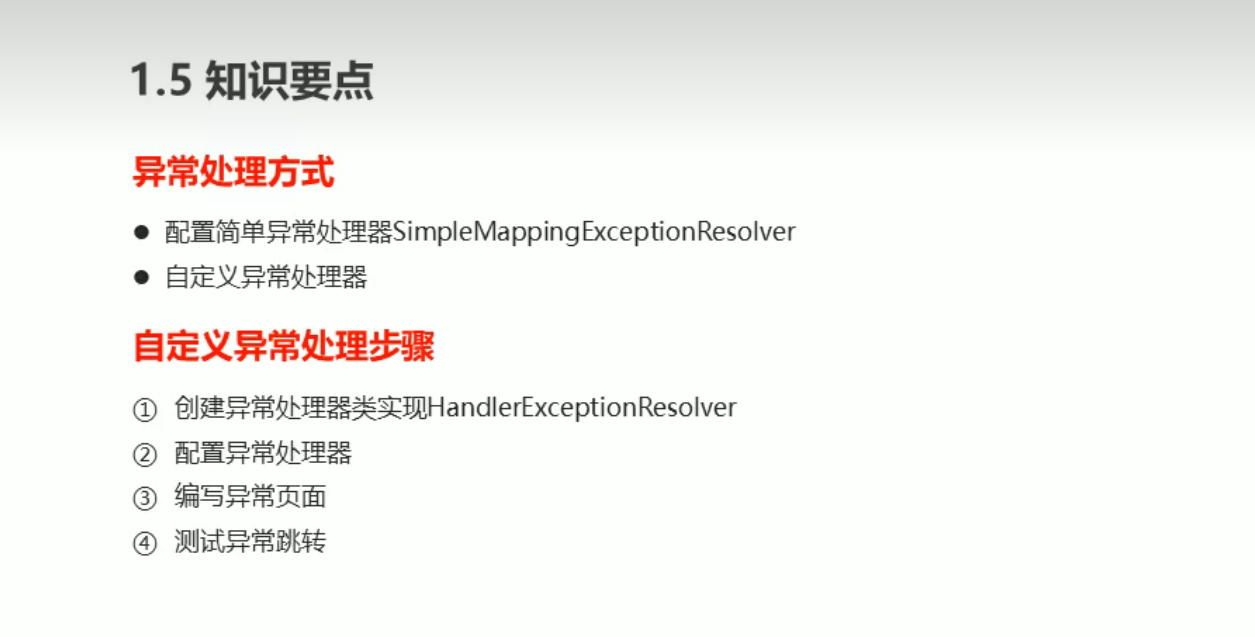 1.5 知识要点
异常处理方式
● 配置简单异常处理器SimpleMappingExceptionResolver
● 自定义异常处理器
自定义异常处理步骤
① 创建异常处理器类实现HandlerExceptionResolver
② 配置异常处理器
③ 编写异常页面
④ 测试异常跳转